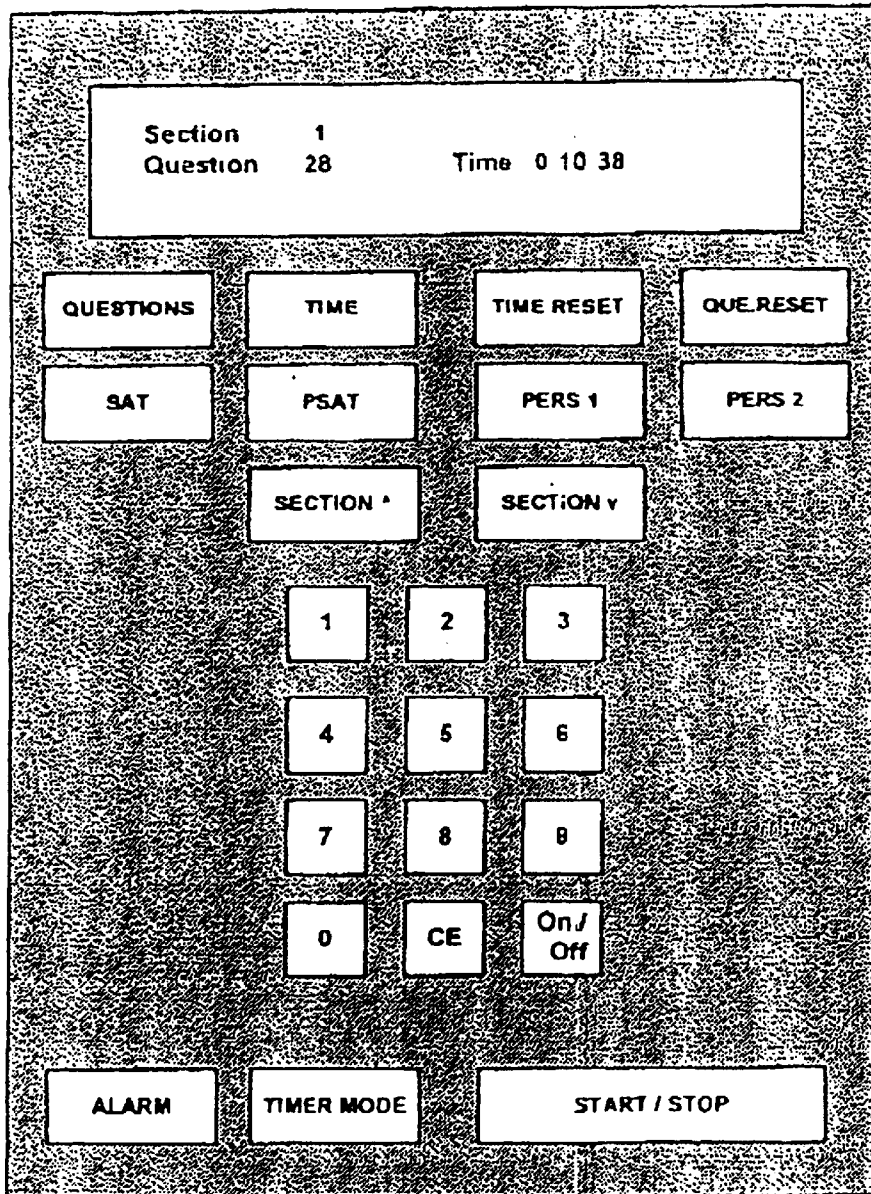 Section 1
Question 28 Time 0 10 38
QUESTIONS TIME TIME RESET QUE.RESET
SAT PSAT PERS 1 PERS 2
SECTION ^ SECTION v
1 2 3
4 5 6
7 8 9
0 CE On./
Off
ALARM TIMER MODE START / STOP